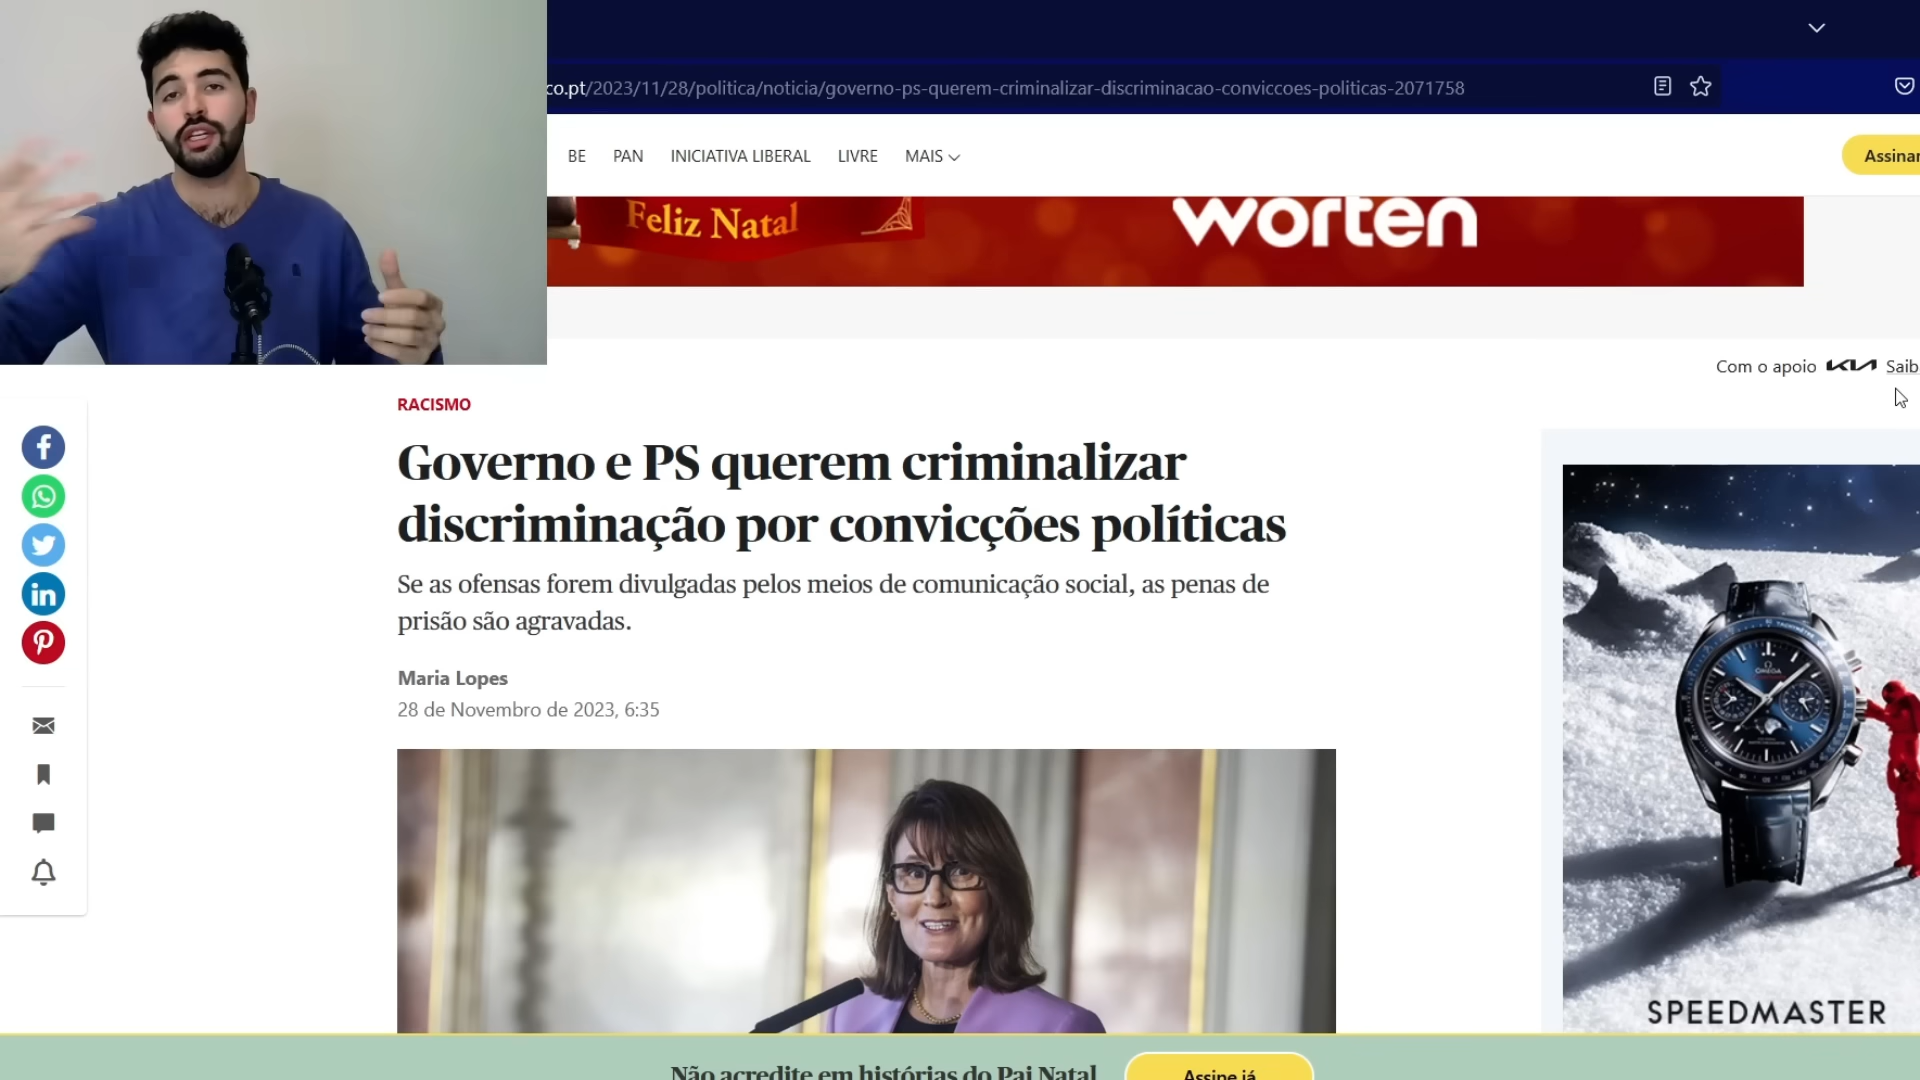 co.pt/2023/11/28/politica/noticia/governo-ps-querem-criminalizar-discriminacao-conviccoes-politicas-2071758
BE PAN INICIATIVA LIBERAL LIVRE MAIS
Assinar
Feliz Natal
worten
Com o apoio KIA Saib
RACISMO
Governo e PS querem criminalizar
discriminação por convicções políticas
Se as ofensas forem divulgadas pelos meios de comunicação social, as penas de
prisão são agravadas.
Maria Lopes
28 de Novembro de 2023, 6:35
OMEGA
SPEEDMASTER
Não acredite em histórias do Pai Natal
Assine já